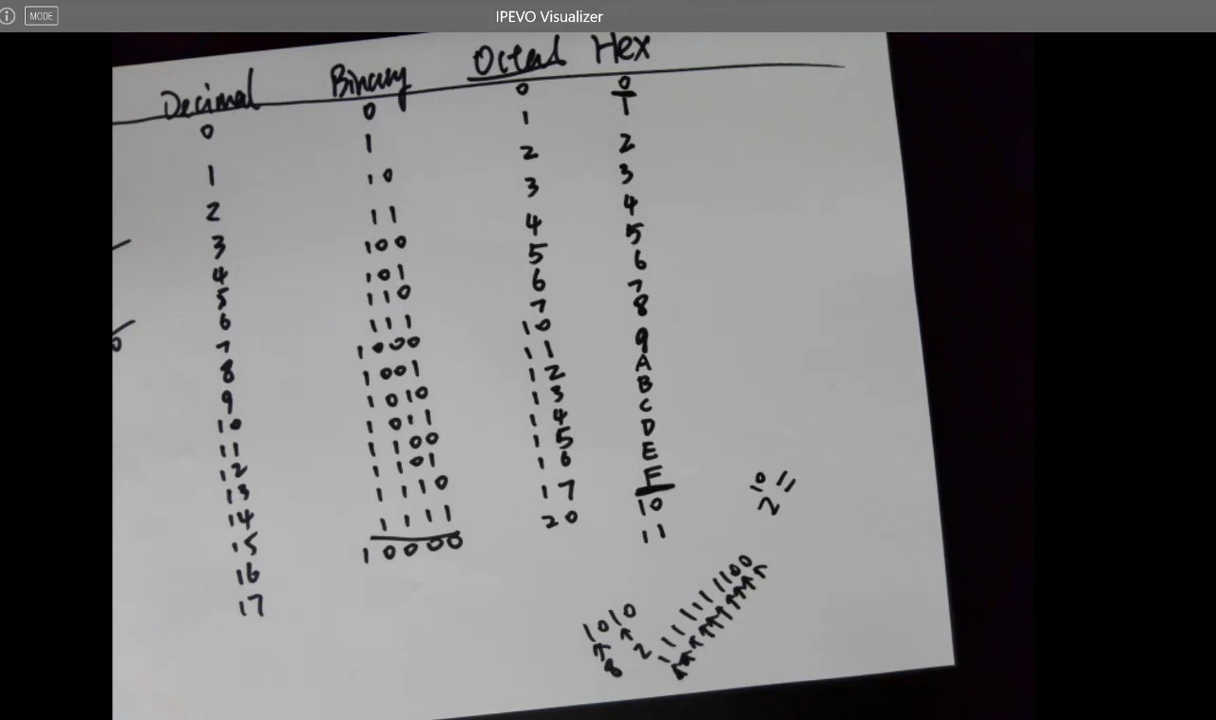 MODE
IPEVO Visualizer
Decimal Binary Octal Hex
0 0 0 0
1 1 1 1
2 10 2 2
3 11 3 3
4 100 4 4
5 101 5 5
6 110 6 6
7 111 7 7
8 1000 10 8
9 1001 11 9
10 1010 12 A
11 1011 13 B
12 1100 14 C
13 1101 15 D
14 1110 16 E
15 1111 17 F
16 10000 20 10
17 11
10
2 =
1010
8 2